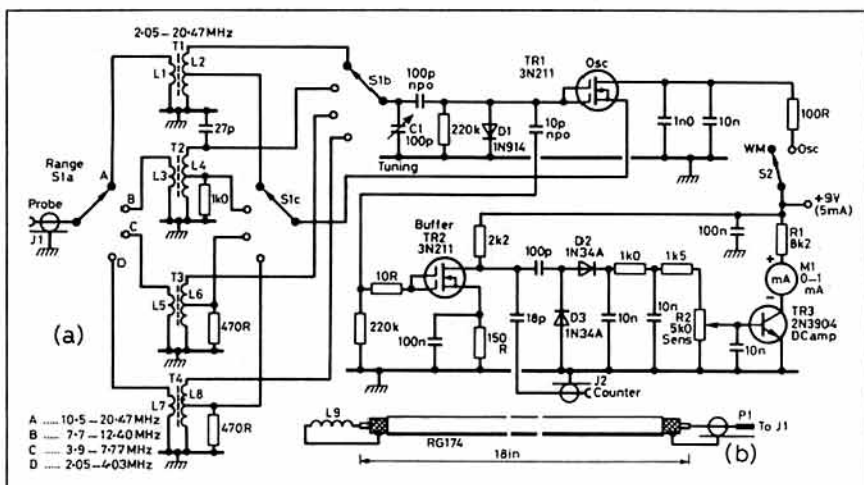 2·05–20·47MHz
T1
L1
L2
27p
Range
S1a
A
Probe
J1
B
C
D
T2
L3
L4
1k0
T3
L5
L6
470R
T4
L7
L8
470R
(a)
A ..... 10·5–20·47MHz
B ..... 7·7–12·40MHz
C ..... 3·9–7·77MHz
D ..... 2·05–4·03MHz
S1b
S1c
100p
npo
C1
100p
Tuning
220k
D1
1N914
10p
npo
TR1
3N211
Osc
1n0
10n
100R
WM
Osc
S2
+9V
(5mA)
100n
R1
8k2
+
mA
M1
0–1
mA
–
TR3
2N3904
DCamp
Buffer
TR2
3N211
2k2
10R
220k
100n
150
R
100p
18p
D2
1N34A
D3
1N34A
1k0
10n
10n
1k5
R2
5k0
Sens
10n
J2
Counter
L9
RG174
18in
P1
To J1
(b)